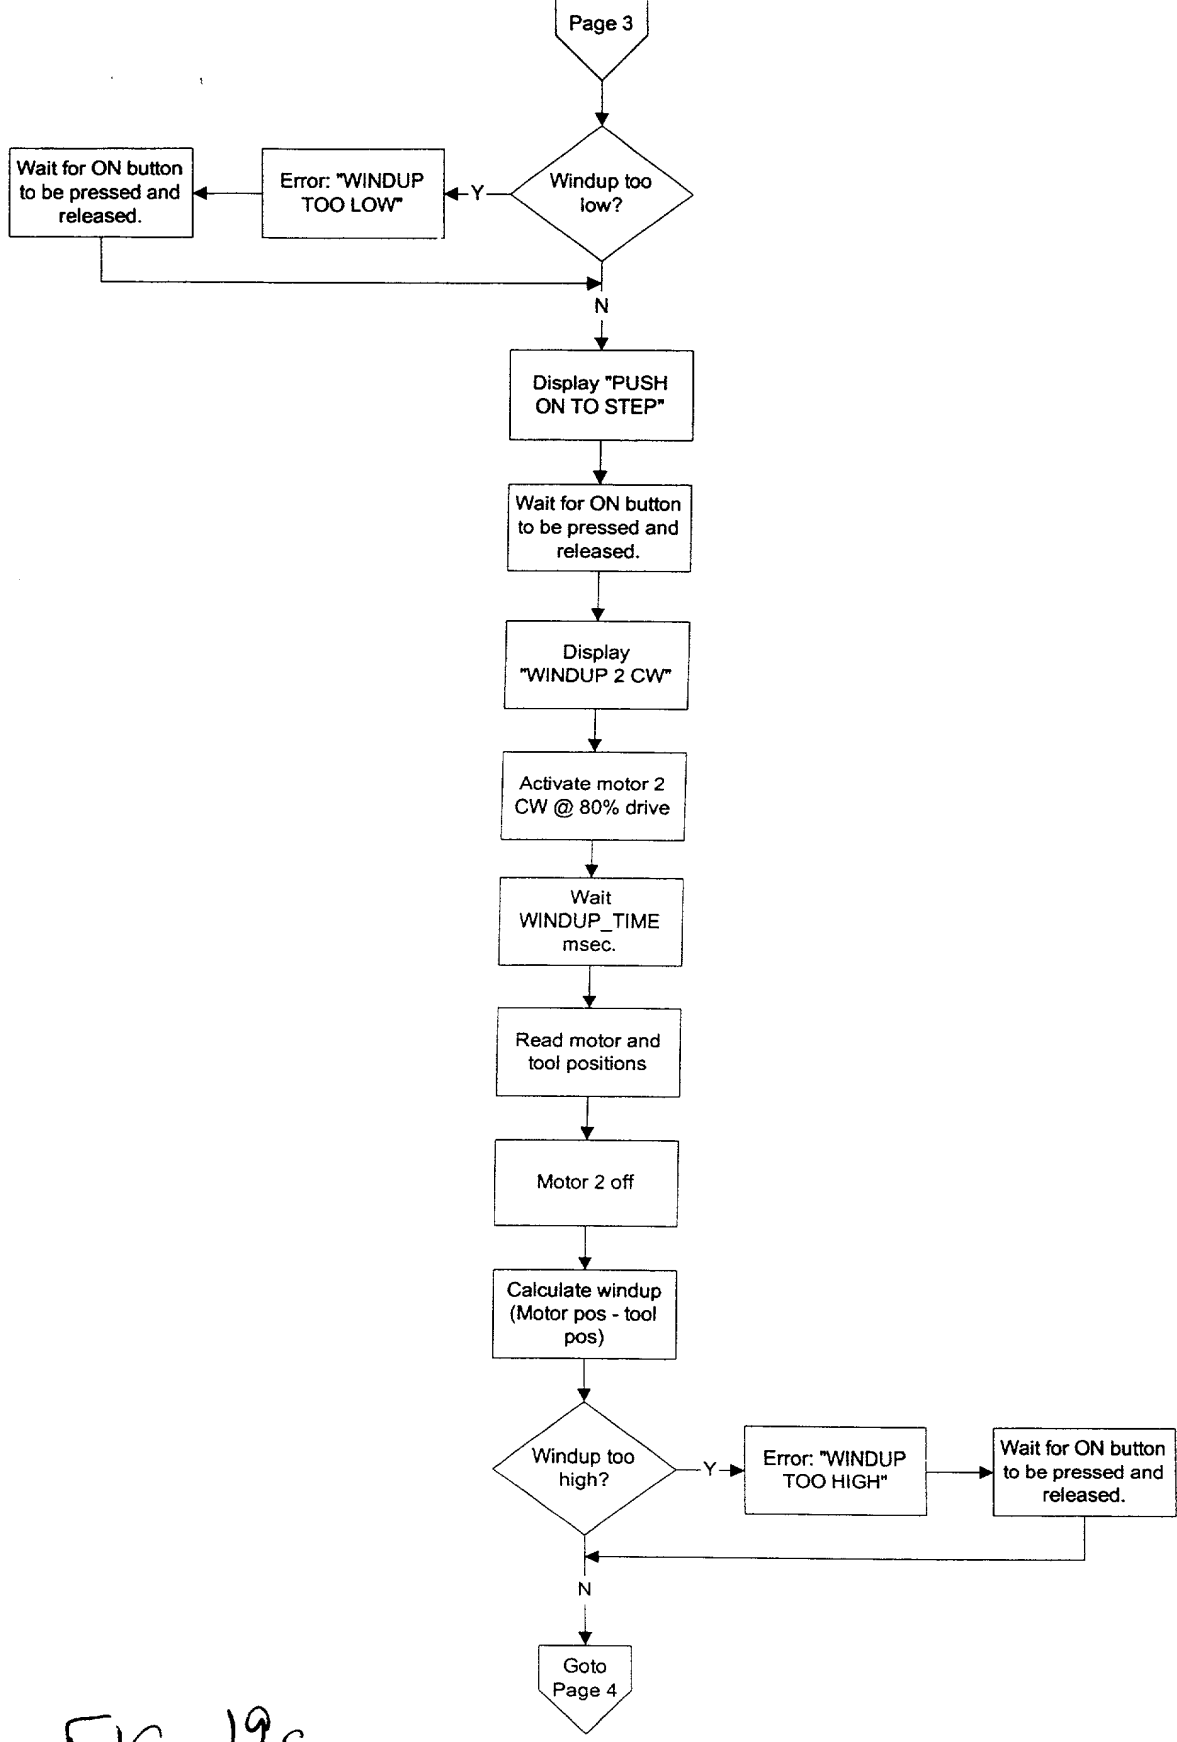 Page 3
Windup too
low?
Y
Error: "WINDUP
TOO LOW"
Wait for ON button
to be pressed and
released.
N
Display "PUSH
ON TO STEP"
Wait for ON button
to be pressed and
released.
Display
"WINDUP 2 CW"
Activate motor 2
CW @ 80% drive
Wait
WINDUP_TIME
msec.
Read motor and
tool positions
Motor 2 off
Calculate windup
(Motor pos - tool
pos)
Windup too
high?
Y
Error: "WINDUP
TOO HIGH"
Wait for ON button
to be pressed and
released.
N
Goto
Page 4
FIG. 19c